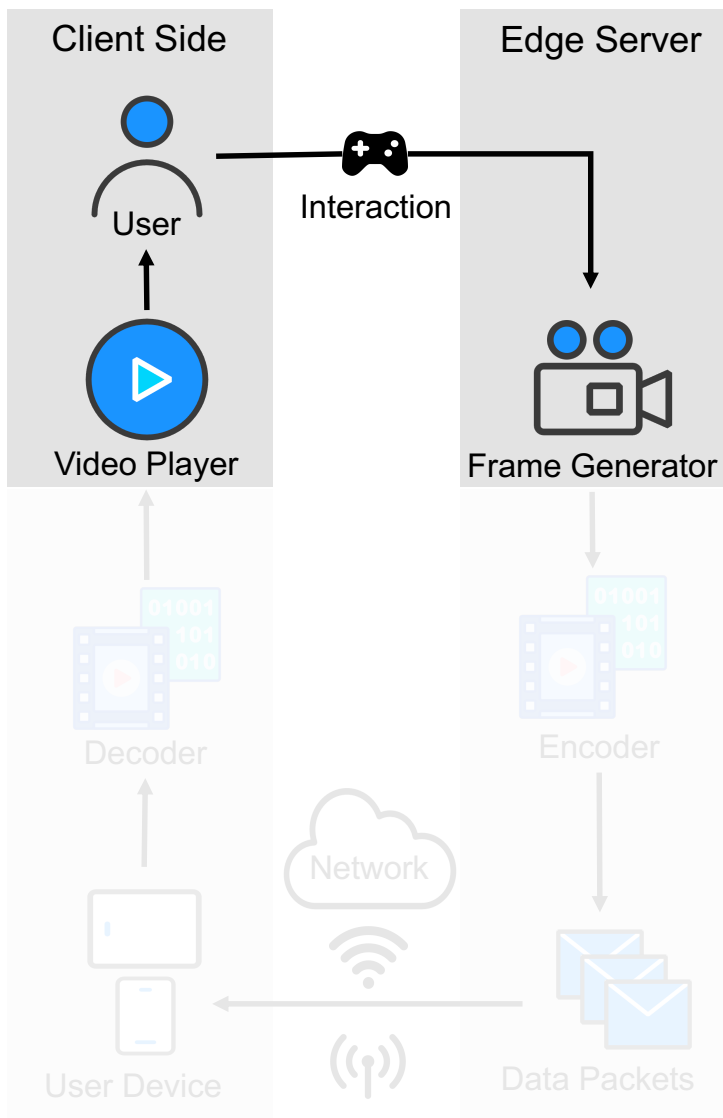 Client Side
Edge Server
User
Interaction
Video Player
Frame Generator
01001
101
010
Decoder
01001
101
010
Encoder
Network
User Device
Data Packets